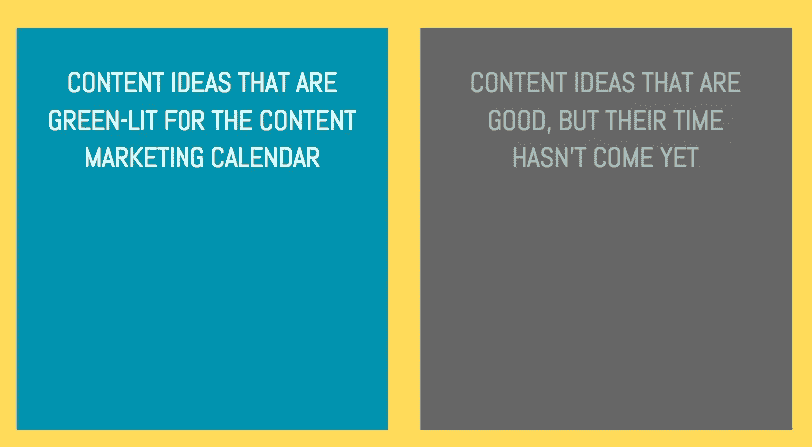 CONTENT IDEAS THAT ARE
GREEN-LIT FOR THE CONTENT
MARKETING CALENDAR
CONTENT IDEAS THAT ARE
GOOD, BUT THEIR TIME
HASN'T COME YET